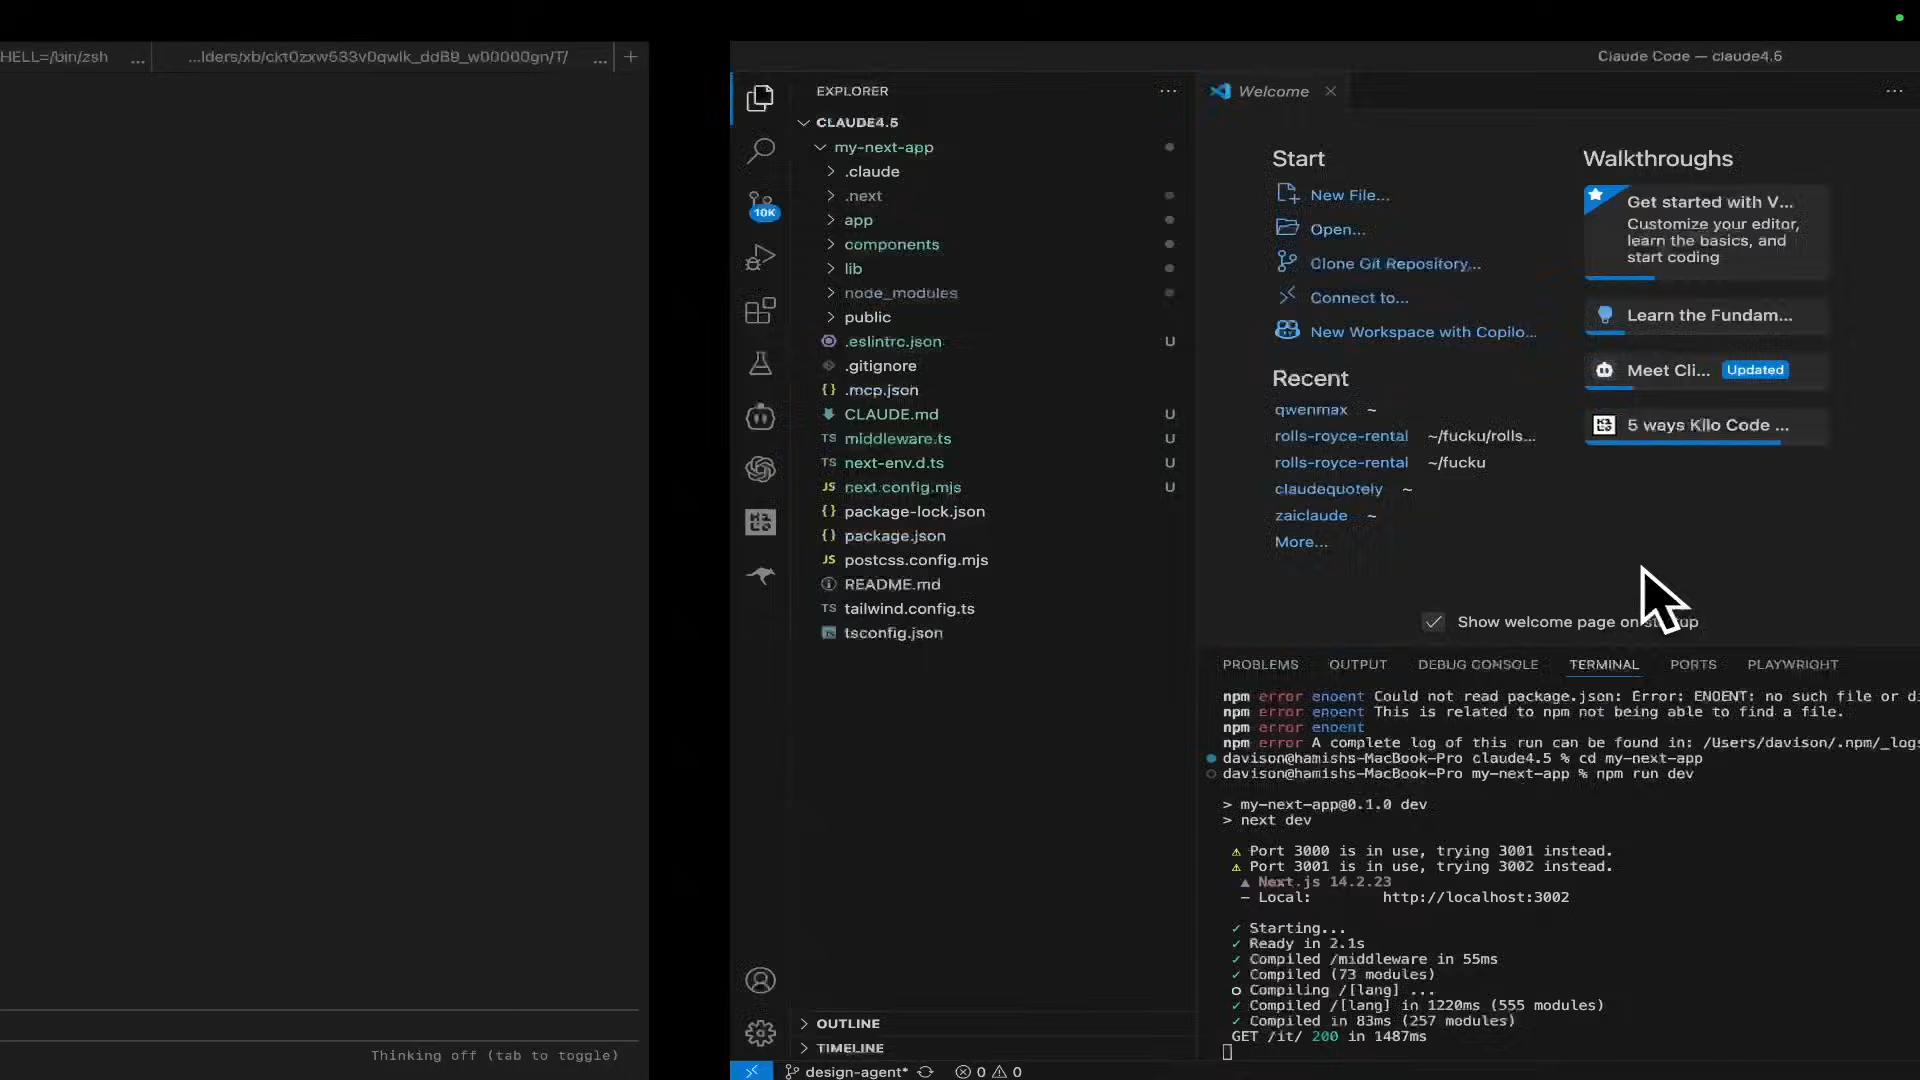 HELL=/bin/zsh
...
...lders/xb/ckt0zxw533v0qwlk_ddB9_w00000gn/T/
...
Thinking off (tab to toggle)
Claude Code — claude4.5
EXPLORER
CLAUDE4.5
my-next-app
.claude
.next
app
components
lib
node_modules
public
.eslintrc.json U
.gitignore
.mcp.json
CLAUDE.md U
TS middleware.ts U
TS next-env.d.ts U
JS next.config.mjs U
package-lock.json
package.json
JS postcss.config.mjs
README.md
TS tailwind.config.ts
tsconfig.json
10K
OUTLINE
TIMELINE
design-agent* 0 0
Welcome
Start
New File...
Open...
Clone Git Repository...
Connect to...
New Workspace with Copilo...
Recent
qwenmax ~
rolls-royce-rental ~/fucku/rolls...
rolls-royce-rental ~/fucku
claudequotely ~
zaiclaude ~
More...
Walkthroughs
Get started with V...
Customize your editor,
learn the basics, and
start coding
Learn the Fundam...
Meet Cli... Updated
5 ways Kilo Code ...
Show welcome page on startup
PROBLEMS OUTPUT DEBUG CONSOLE TERMINAL PORTS PLAYWRIGHT
npm error enoent Could not read package.json: Error: ENOENT: no such file or di
npm error enoent This is related to npm not being able to find a file.
npm error enoent
npm error A complete log of this run can be found in: /Users/davison/.npm/_logs
davison@hamishs-MacBook-Pro claude4.5 % cd my-next-app
davison@hamishs-MacBook-Pro my-next-app % npm run dev
> my-next-app@0.1.0 dev
> next dev
⚠ Port 3000 is in use, trying 3001 instead.
⚠ Port 3001 is in use, trying 3002 instead.
▲ Next.js 14.2.23
- Local: http://localhost:3002
✓ Starting...
✓ Ready in 2.1s
✓ Compiled /middleware in 55ms
✓ Compiled (73 modules)
○ Compiling /[lang] ...
✓ Compiled /[lang] in 1220ms (555 modules)
✓ Compiled in 83ms (257 modules)
GET /it/ 200 in 1487ms